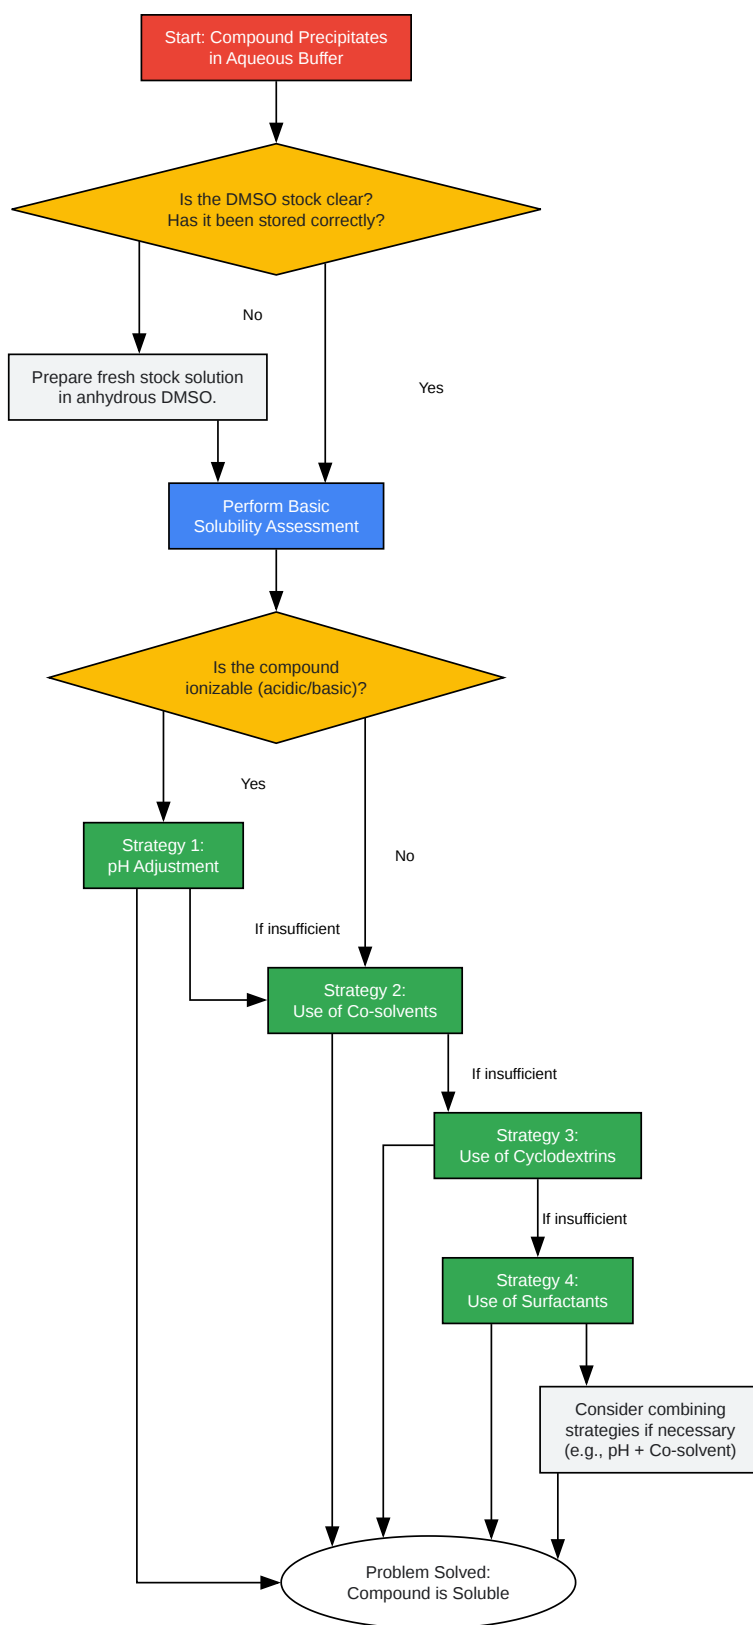 Start: Compound Precipitates
in Aqueous Buffer
Is the DMSO stock clear?
Has it been stored correctly?
No
Prepare fresh stock solution
in anhydrous DMSO.
Yes
Perform Basic
Solubility Assessment
Is the compound
ionizable (acidic/basic)?
Yes
Strategy 1:
pH Adjustment
No
If insufficient
Strategy 2:
Use of Co-solvents
If insufficient
Strategy 3:
Use of Cyclodextrins
If insufficient
Strategy 4:
Use of Surfactants
Consider combining
strategies if necessary
(e.g., pH + Co-solvent)
Problem Solved:
Compound is Soluble